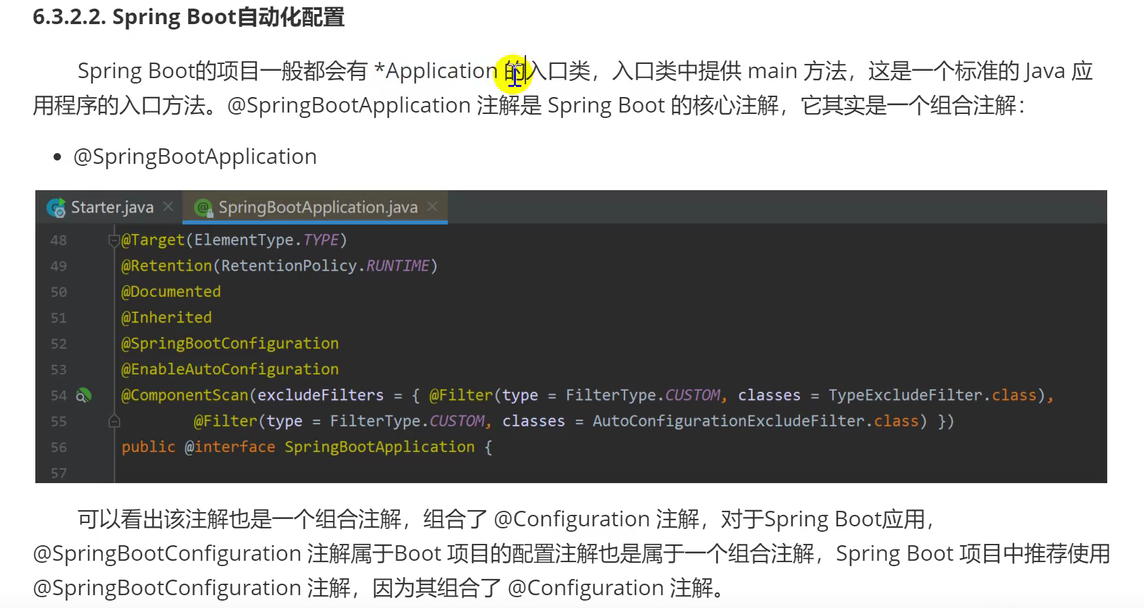 6.3.2.2. Spring Boot自动化配置
Spring Boot的项目一般都会有 *Application 的入口类，入口类中提供 main 方法，这是一个标准的 Java 应
用程序的入口方法。@SpringBootApplication 注解是 Spring Boot 的核心注解，它其实是一个组合注解：
• @SpringBootApplication
Starter.java × SpringBootApplication.java ×
48 @Target(ElementType.TYPE)
49 @Retention(RetentionPolicy.RUNTIME)
50 @Documented
51 @Inherited
52 @SpringBootConfiguration
53 @EnableAutoConfiguration
54 @ComponentScan(excludeFilters = { @Filter(type = FilterType.CUSTOM, classes = TypeExcludeFilter.class),
55 @Filter(type = FilterType.CUSTOM, classes = AutoConfigurationExcludeFilter.class) })
56 public @interface SpringBootApplication {
57
可以看出该注解也是一个组合注解，组合了 @Configuration 注解，对于Spring Boot应用，
@SpringBootConfiguration 注解属于Boot 项目的配置注解也是属于一个组合注解，Spring Boot 项目中推荐使用
@SpringBootConfiguration 注解，因为其组合了 @Configuration 注解。